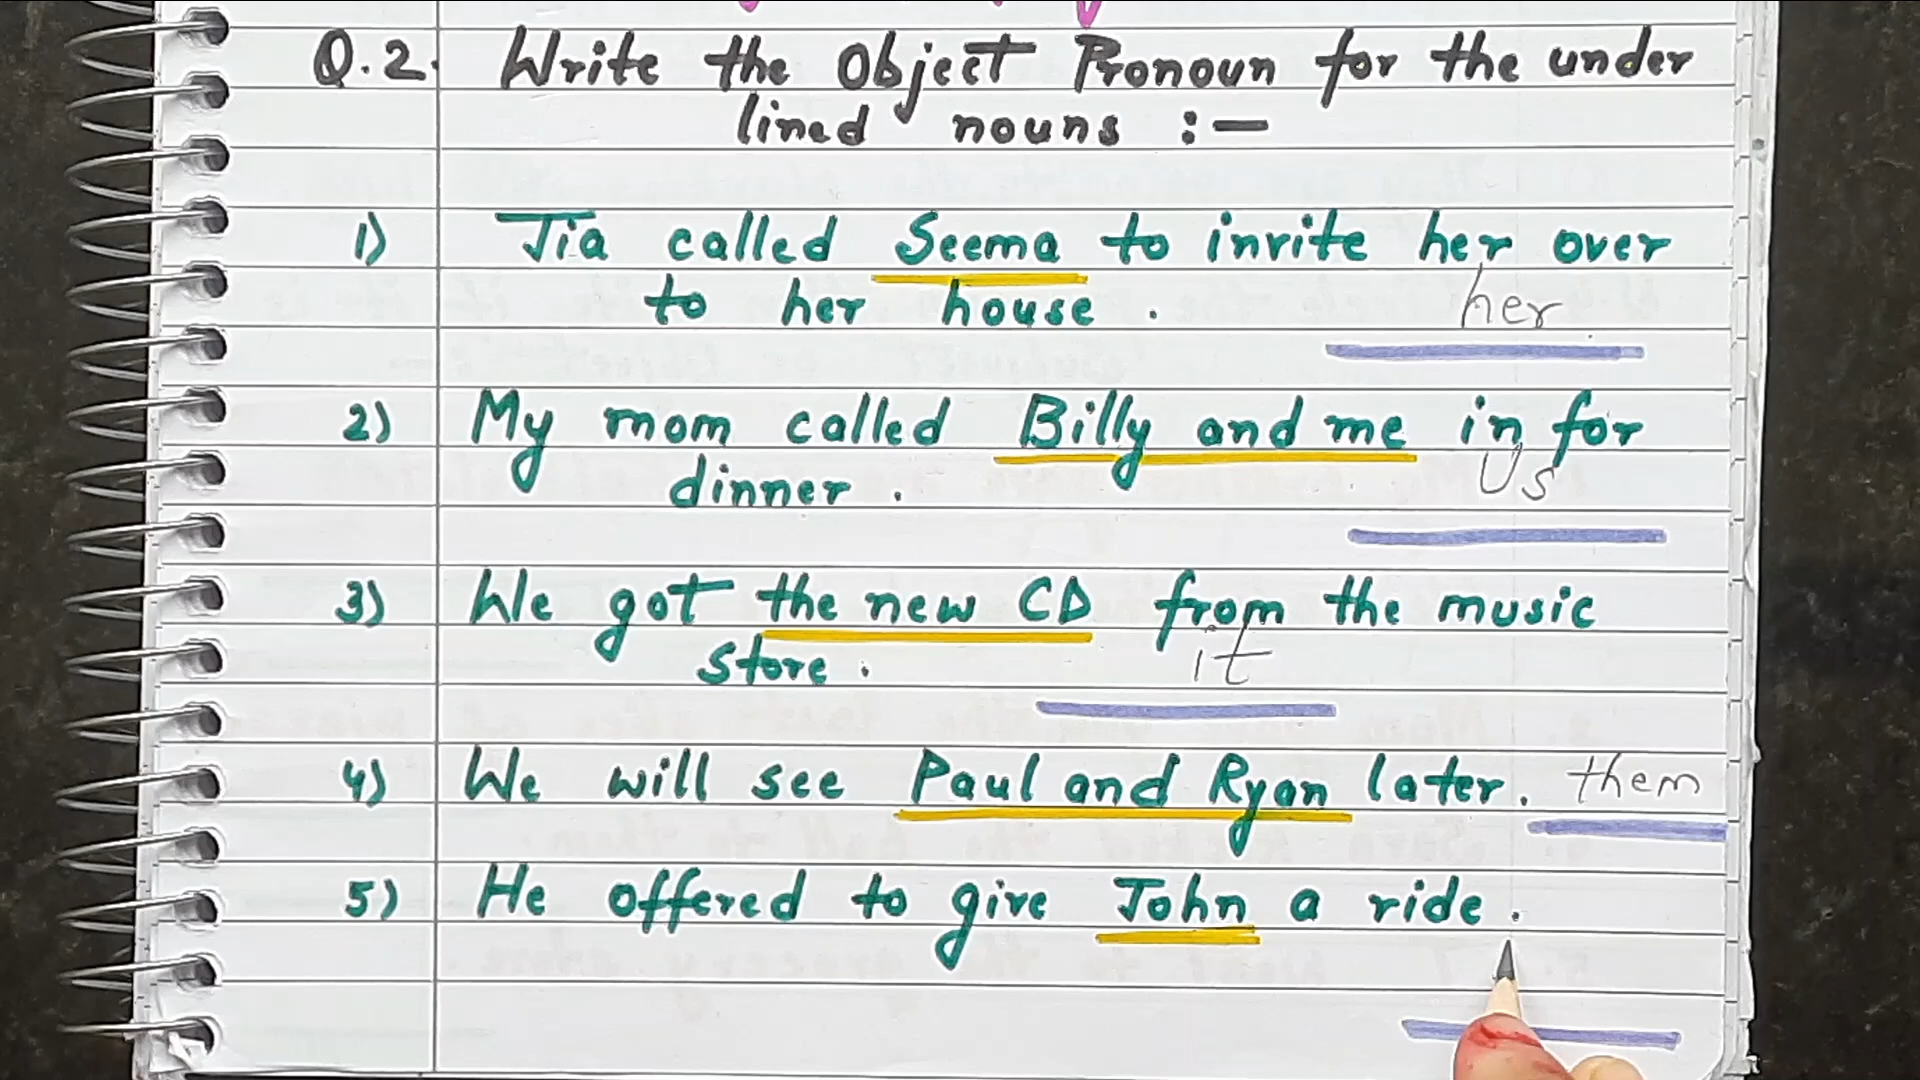 Q.2. Write the Object Pronoun for the under
lined nouns :-
1) Jia called Seema to invite her over
to her house. her
2) My mom called Billy and me in for
dinner. Us
3) We got the new CD from the music
store. it
4) We will see Paul and Ryan later. them
5) He offered to give John a ride.